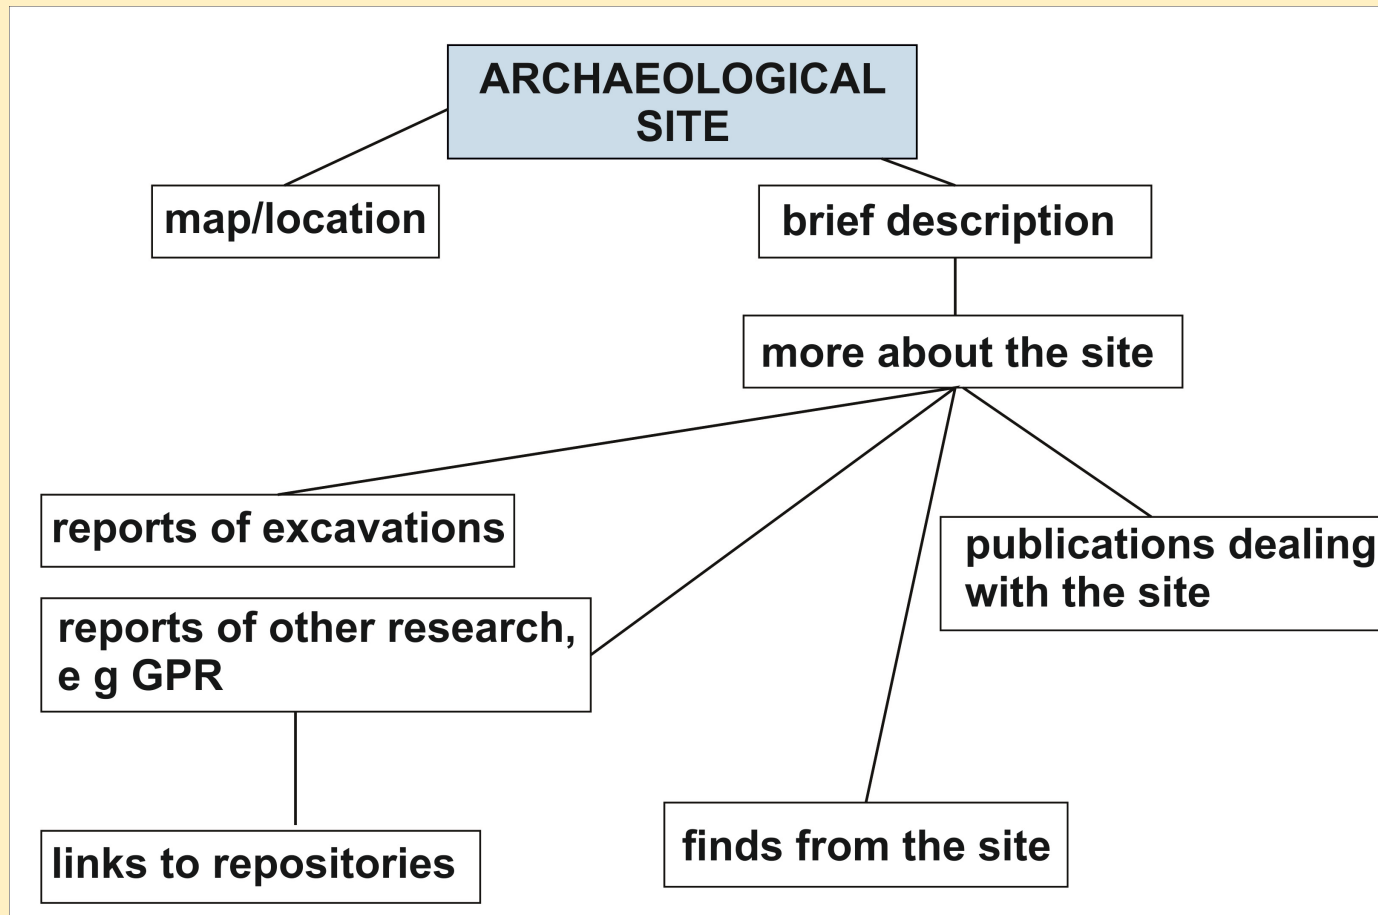 ARCHAEOLOGICAL
SITE
map/location
brief description
more about the site
reports of excavations
publications dealing
with the site
reports of other research,
e g GPR
links to repositories
finds from the site